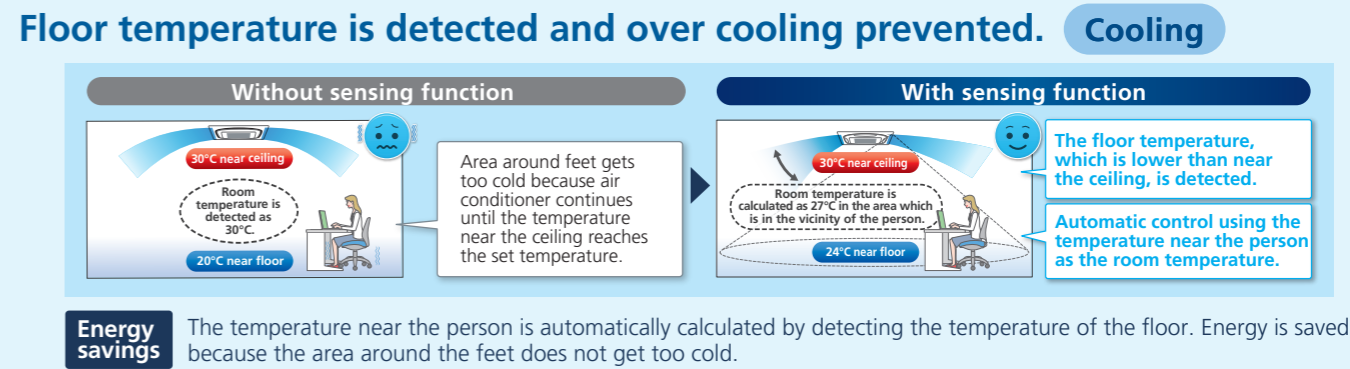 Floor temperature is detected and over cooling prevented. Cooling
Without sensing function
30°C near ceiling
Room
temperature is
detected as
30°C.
20°C near floor
Area around feet gets
too cold because air
conditioner continues
until the temperature
near the ceiling reaches
the set temperature.
With sensing function
30°C near ceiling
Room temperature is
calculated as 27°C in the area which
is in the vicinity of the person.
24°C near floor
The floor temperature,
which is lower than near
the ceiling, is detected.
Automatic control using the
temperature near the person
as the room temperature.
Energy
savings
The temperature near the person is automatically calculated by detecting the temperature of the floor. Energy is saved
because the area around the feet does not get too cold.